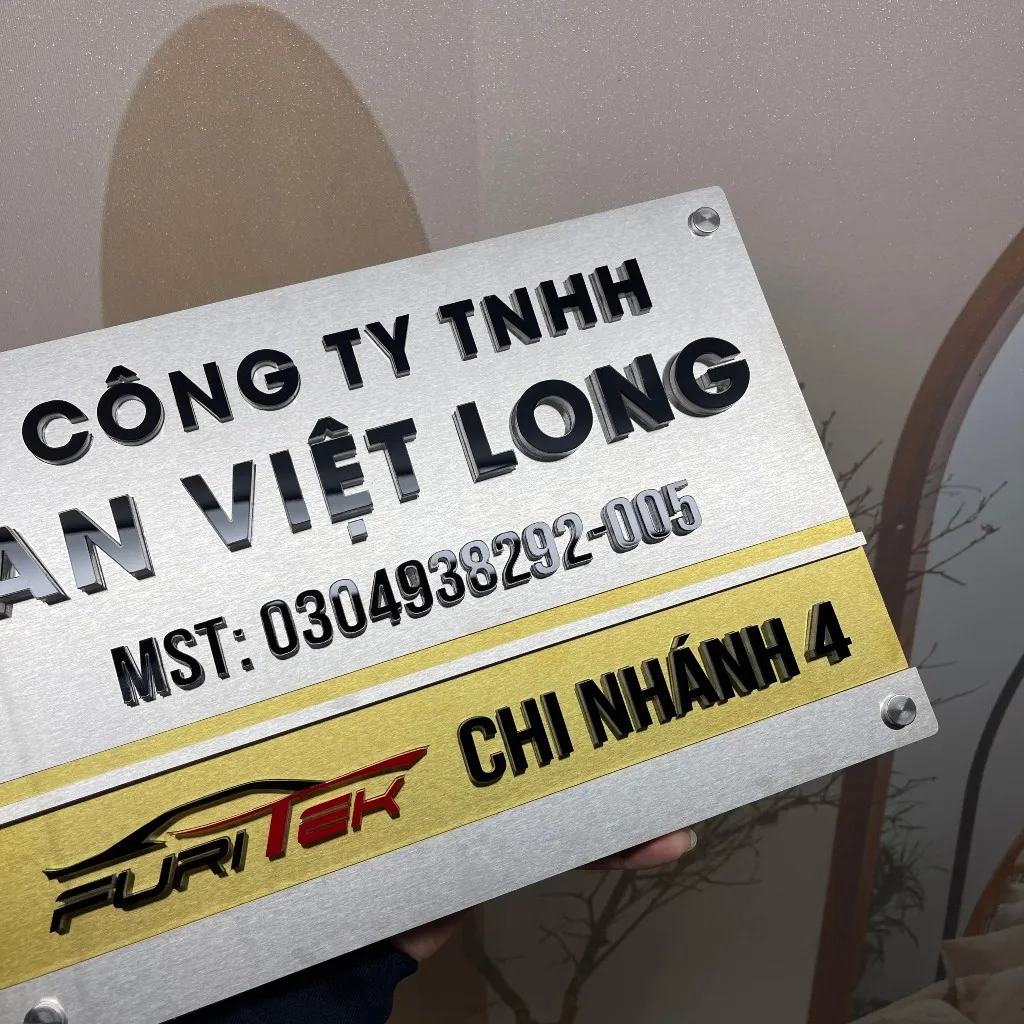 CÔNG TY TNHH
AN VIỆT LONG
MST: 0304938292-005
CHI NHÁNH 4
FURITEK